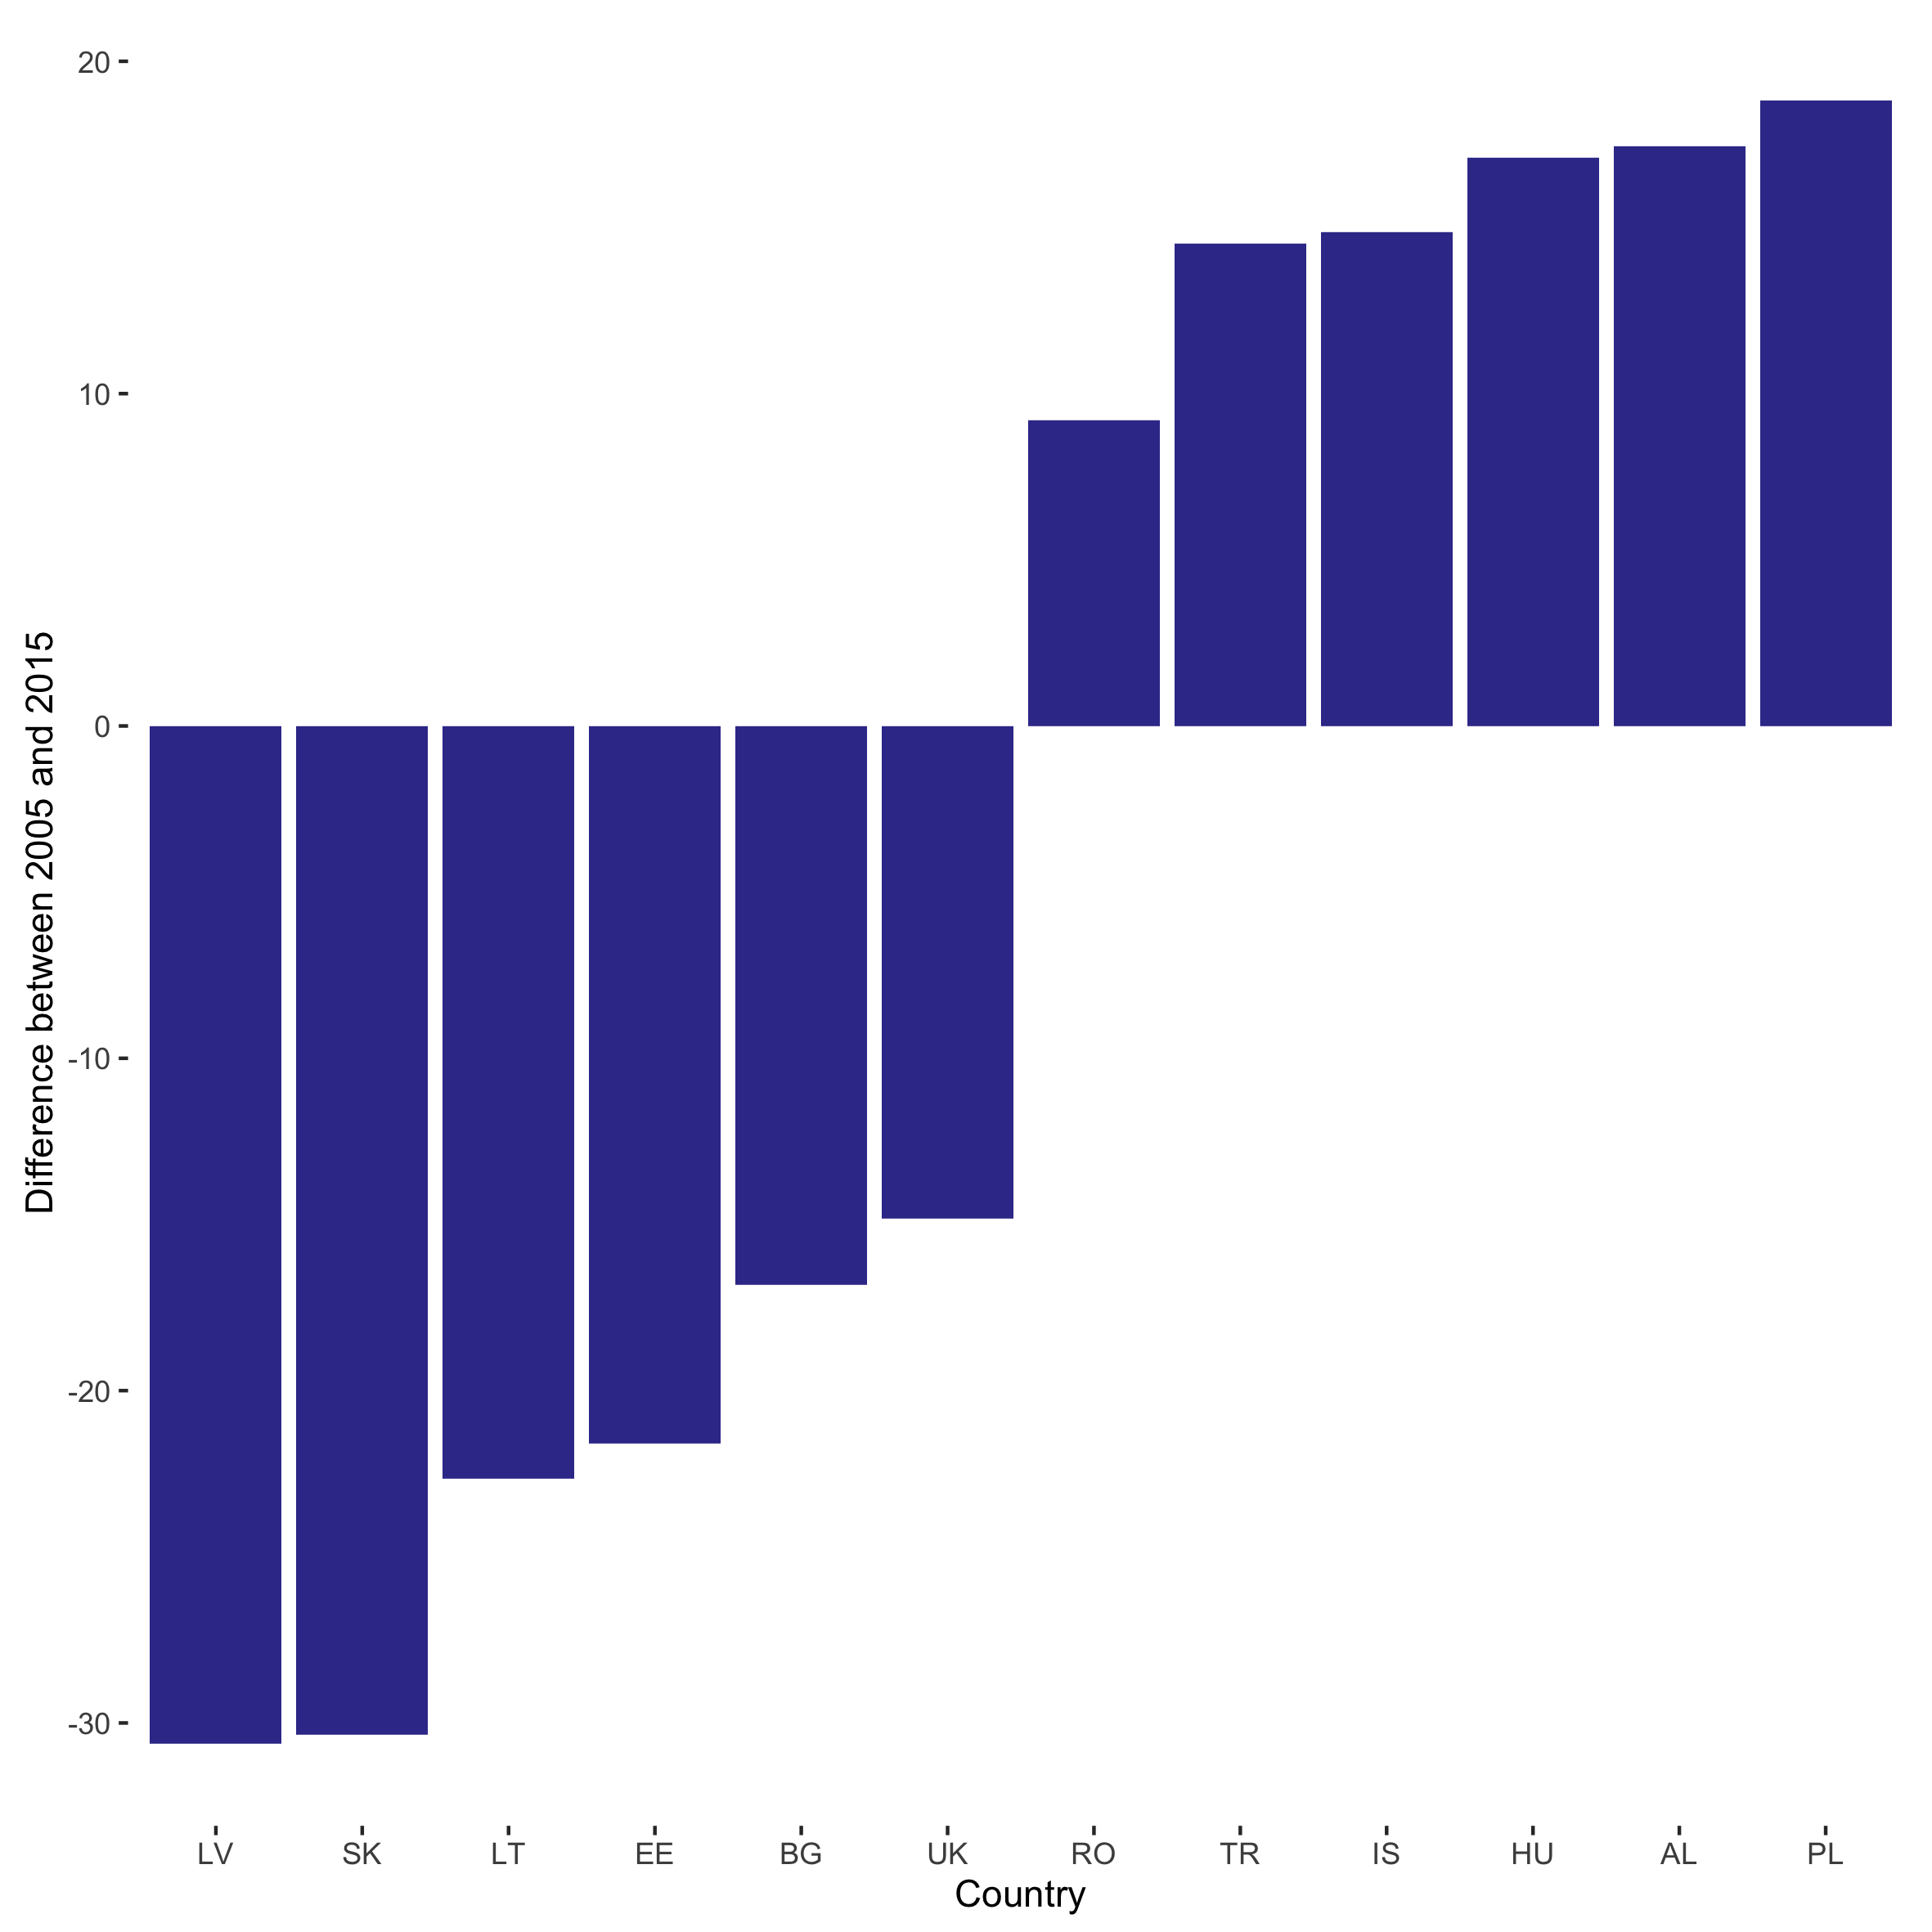 Difference between 2005 and 2015
20
10
0
-10
-20
-30
LV SK LT EE BG UK RO TR IS HU AL PL
Country